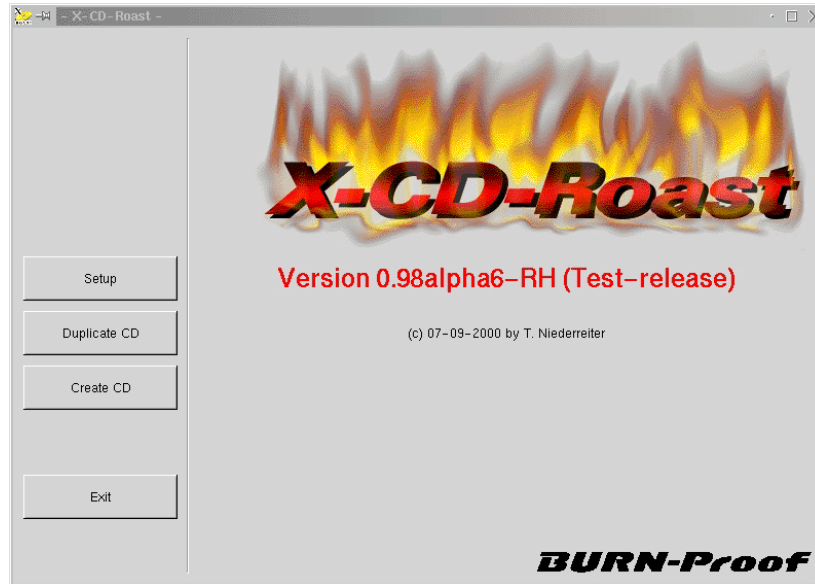 - X-CD-Roast -
X-CD-Roast
Version 0.98alpha6-RH (Test-release)
(c) 07-09-2000 by T. Niederreiter
Setup
Duplicate CD
Create CD
Exit
BURN-Proof